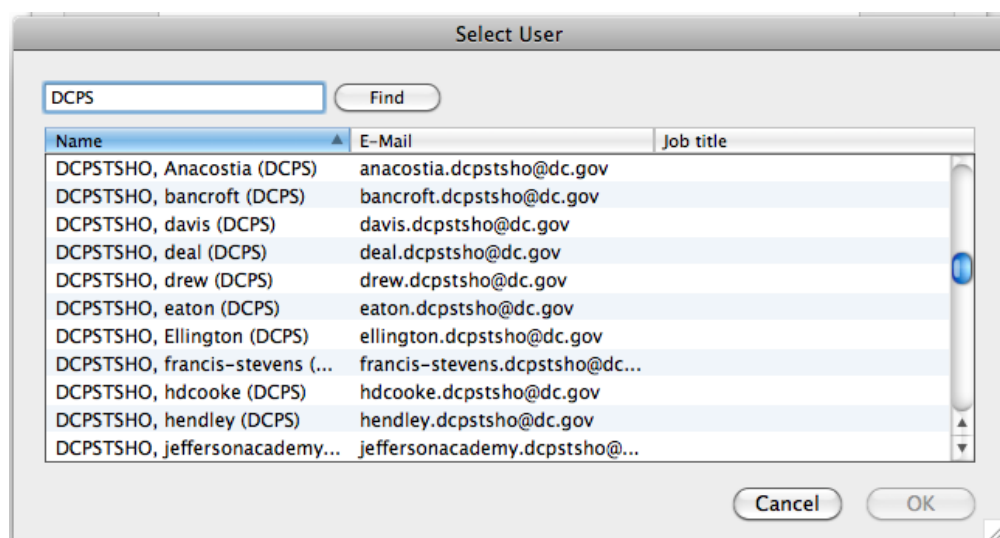 Select User
DCPS Find
Name E-Mail Job title
DCPSTSHO, Anacostia (DCPS) anacostia.dcpstsho@dc.gov
DCPSTSHO, bancroft (DCPS) bancroft.dcpstsho@dc.gov
DCPSTSHO, davis (DCPS) davis.dcpstsho@dc.gov
DCPSTSHO, deal (DCPS) deal.dcpstsho@dc.gov
DCPSTSHO, drew (DCPS) drew.dcpstsho@dc.gov
DCPSTSHO, eaton (DCPS) eaton.dcpstsho@dc.gov
DCPSTSHO, Ellington (DCPS) ellington.dcpstsho@dc.gov
DCPSTSHO, francis-stevens (... francis-stevens.dcpstsho@dc...
DCPSTSHO, hdcooke (DCPS) hdcooke.dcpstsho@dc.gov
DCPSTSHO, hendley (DCPS) hendley.dcpstsho@dc.gov
DCPSTSHO, jeffersonacademy... jeffersonacademy.dcpstsho@...
Cancel OK